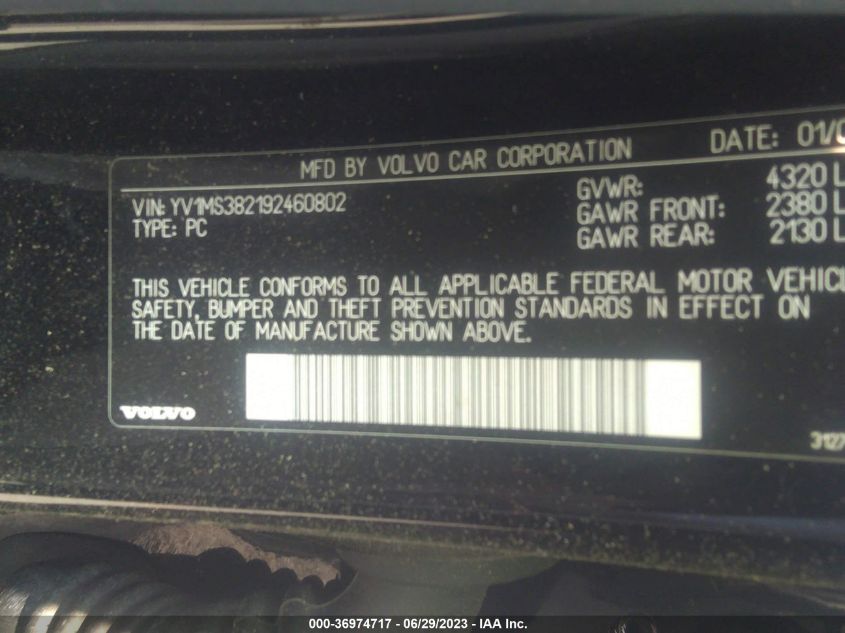 MFD BY VOLVO CAR CORPORATION DATE: 01/0
VIN: YV1MS382192460802
TYPE: PC
GVWR: 4320 L
GAWR FRONT: 2380 L
GAWR REAR: 2130 L
THIS VEHICLE CONFORMS TO ALL APPLICABLE FEDERAL MOTOR VEHICL
SAFETY, BUMPER AND THEFT PREVENTION STANDARDS IN EFFECT ON
THE DATE OF MANUFACTURE SHOWN ABOVE.
VOLVO
3127
000-36974717 - 06/29/2023 - IAA Inc.